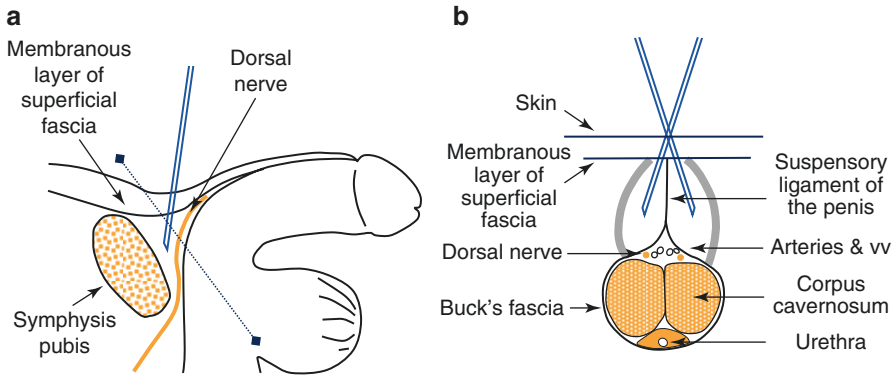 a
Membranous
layer of
superficial
fascia
Dorsal
nerve
Symphysis
pubis
b
Skin
Membranous
layer of
superficial
fascia
Suspensory
ligament of
the penis
Dorsal nerve
Arteries & vv
Buck's fascia
Corpus
cavernosum
Urethra